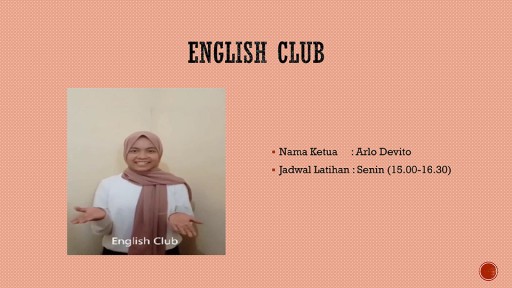 ENGLISH CLUB
▪ Nama Ketua : Arlo Devito
▪ Jadwal Latihan : Senin (15.00-16.30)
English Club